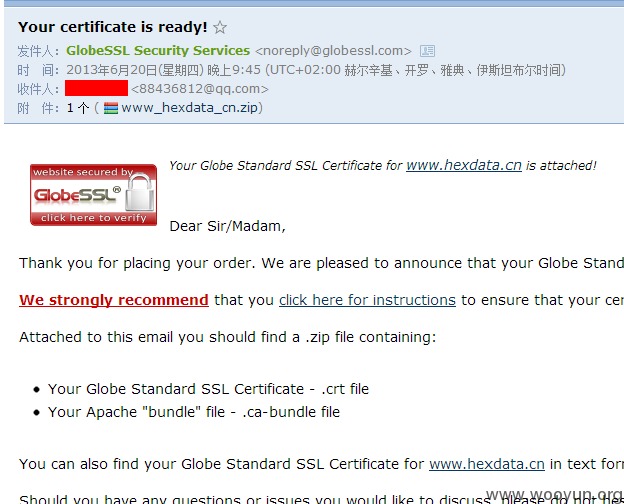 Your certificate is ready! ☆
发件人：GlobeSSL Security Services <noreply@globessl.com>
时 间：2013年6月20日(星期四) 晚上9:45 (UTC+02:00 赫尔辛基、开罗、雅典、伊斯坦布尔时间)
收件人： <88436812@qq.com>
附 件：1 个 ( www_hexdata_cn.zip)
website secured by
GlobeSSL®
click here to verify
Your Globe Standard SSL Certificate for www.hexdata.cn is attached!
Dear Sir/Madam,
Thank you for placing your order. We are pleased to announce that your Globe Stand
We strongly recommend that you click here for instructions to ensure that your cer
Attached to this email you should find a .zip file containing:
• Your Globe Standard SSL Certificate - .crt file
• Your Apache "bundle" file - .ca-bundle file
You can also find your Globe Standard SSL Certificate for www.hexdata.cn in text forn
Should you have any questions or issues you would like to discuss, please do not hes
www.wooyun.org